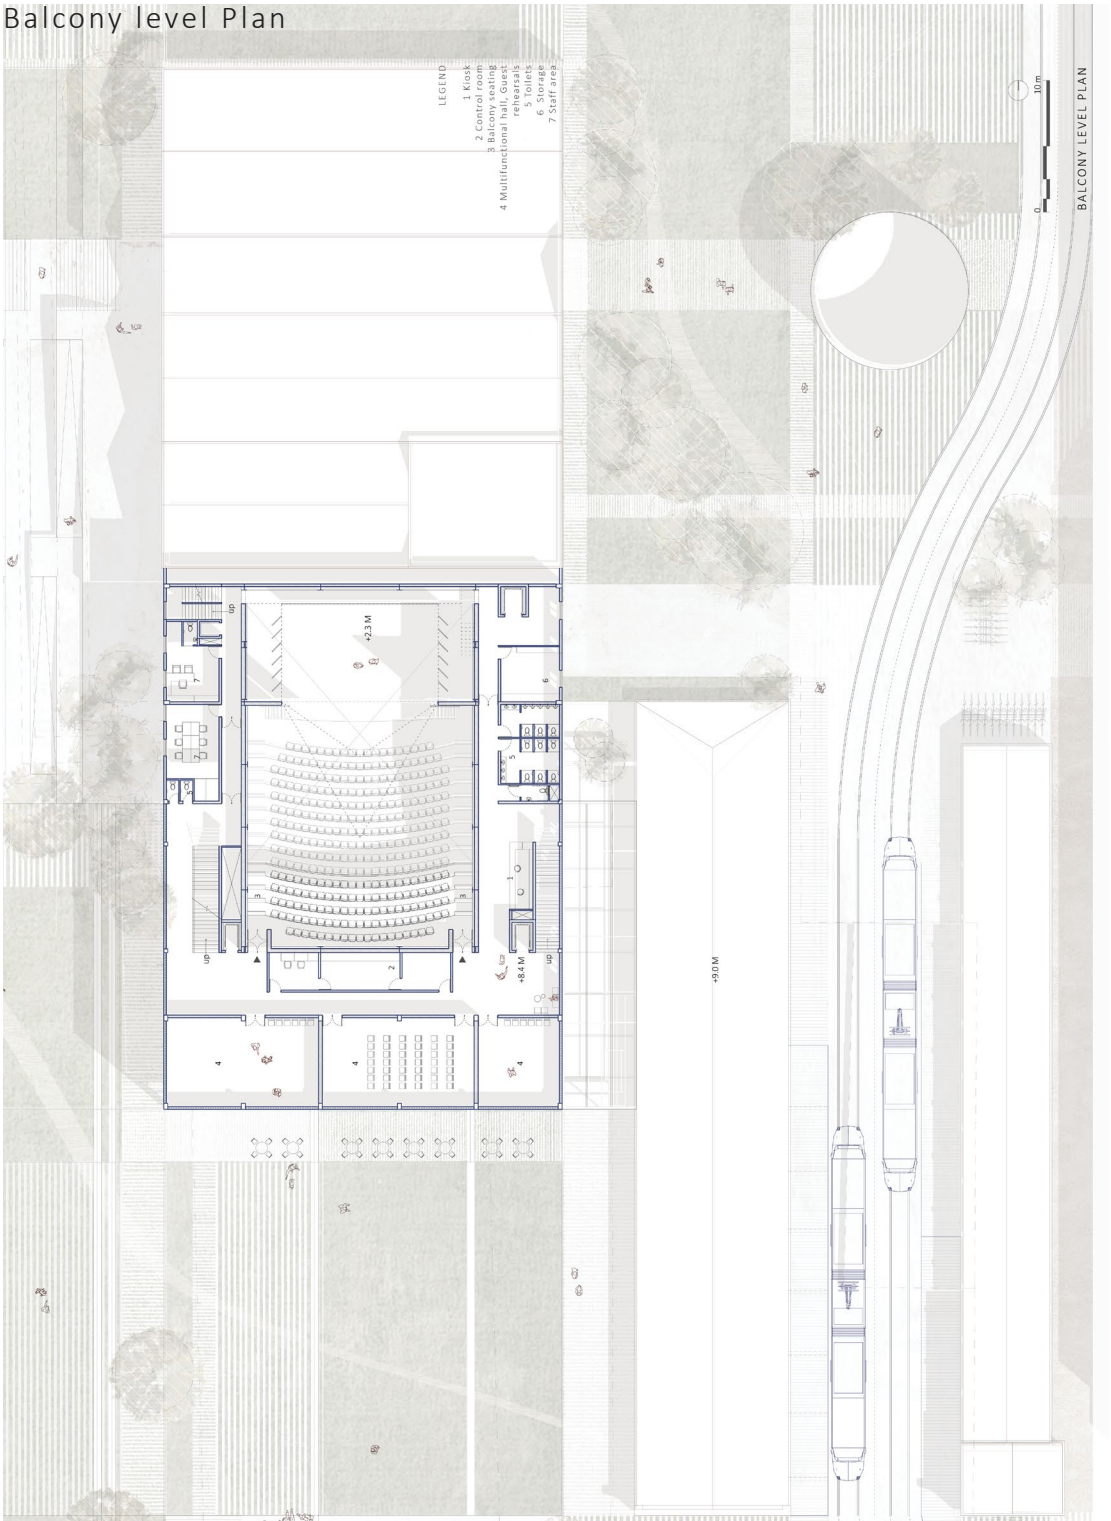 Balcony level Plan
LEGEND
1 Kiosk
2 Control room
3 Balcony seating
4 Multifunctional hall, Guest
rehearsals
5 Toilets
6 Storage
7 Staff area
0
10 m
BALCONY LEVEL PLAN
up
+2.3 M
7
6
7
5
5
1
3
3
up
2
+8.4 M
up
+9.0 M
4
4
4